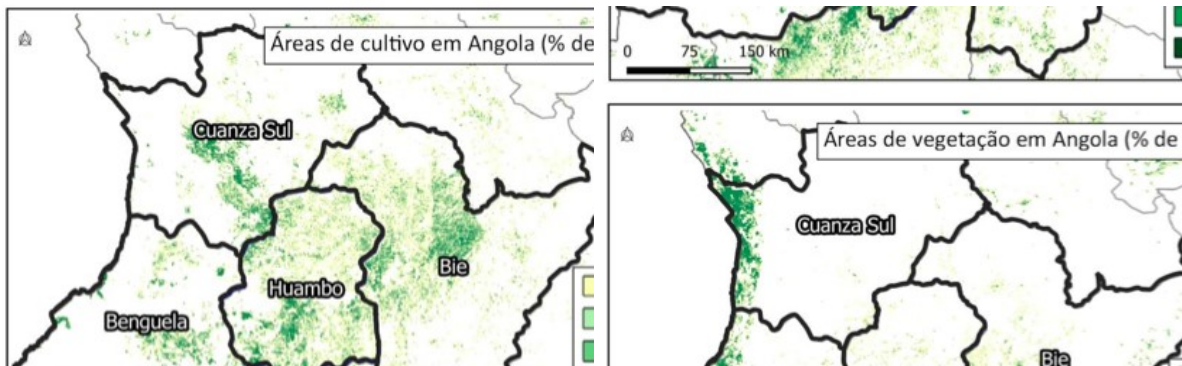 Áreas de cultivo em Angola (% de
Cuanza Sul
Bie
Huambo
Benguela
0 75 150 km
Áreas de vegetação em Angola (% de
Cuanza Sul
Bie